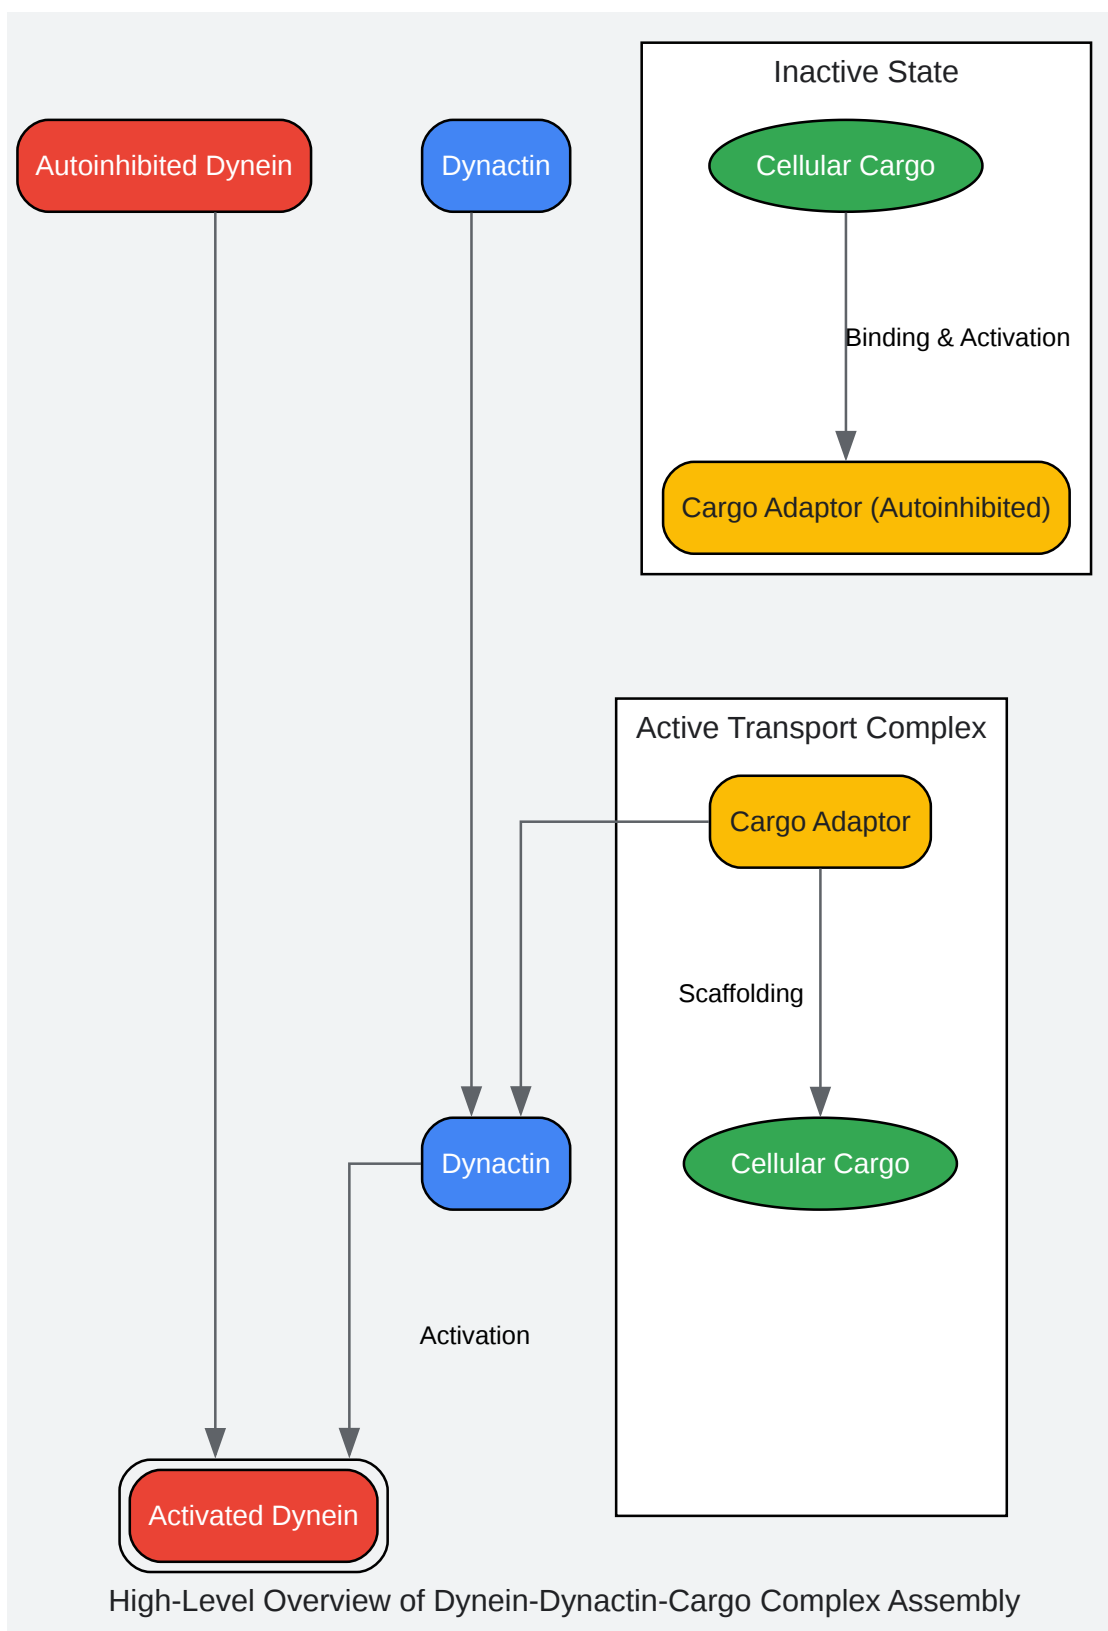 Inactive State
Autoinhibited Dynein
Dynactin
Cellular Cargo
Binding & Activation
Cargo Adaptor (Autoinhibited)
Active Transport Complex
Cargo Adaptor
Scaffolding
Dynactin
Cellular Cargo
Activation
Activated Dynein
High-Level Overview of Dynein-Dynactin-Cargo Complex Assembly